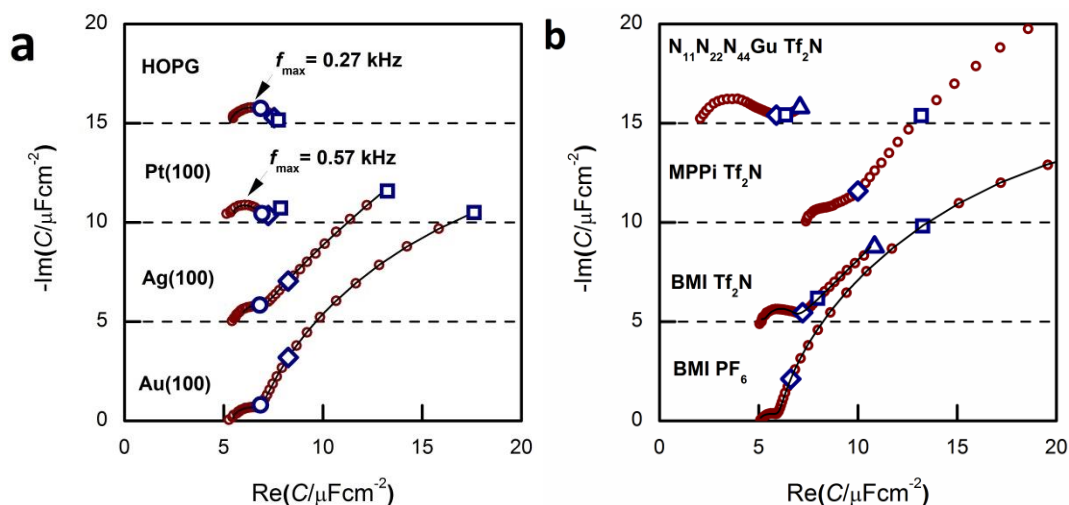 a
20
15
10
5
0
-Im(C/μFcm⁻²)
HOPG
f max = 0.27 kHz
Pt(100)
f max = 0.57 kHz
Ag(100)
Au(100)
0 5 10 15 20
Re(C/μFcm⁻²)
b
20
15
10
5
0
-Im(C/μFcm⁻²)
N₁₁N₂₂N₄₄Gu Tf₂N
MPPi Tf₂N
BMI Tf₂N
BMI PF₆
0 5 10 15 20
Re(C/μFcm⁻²)